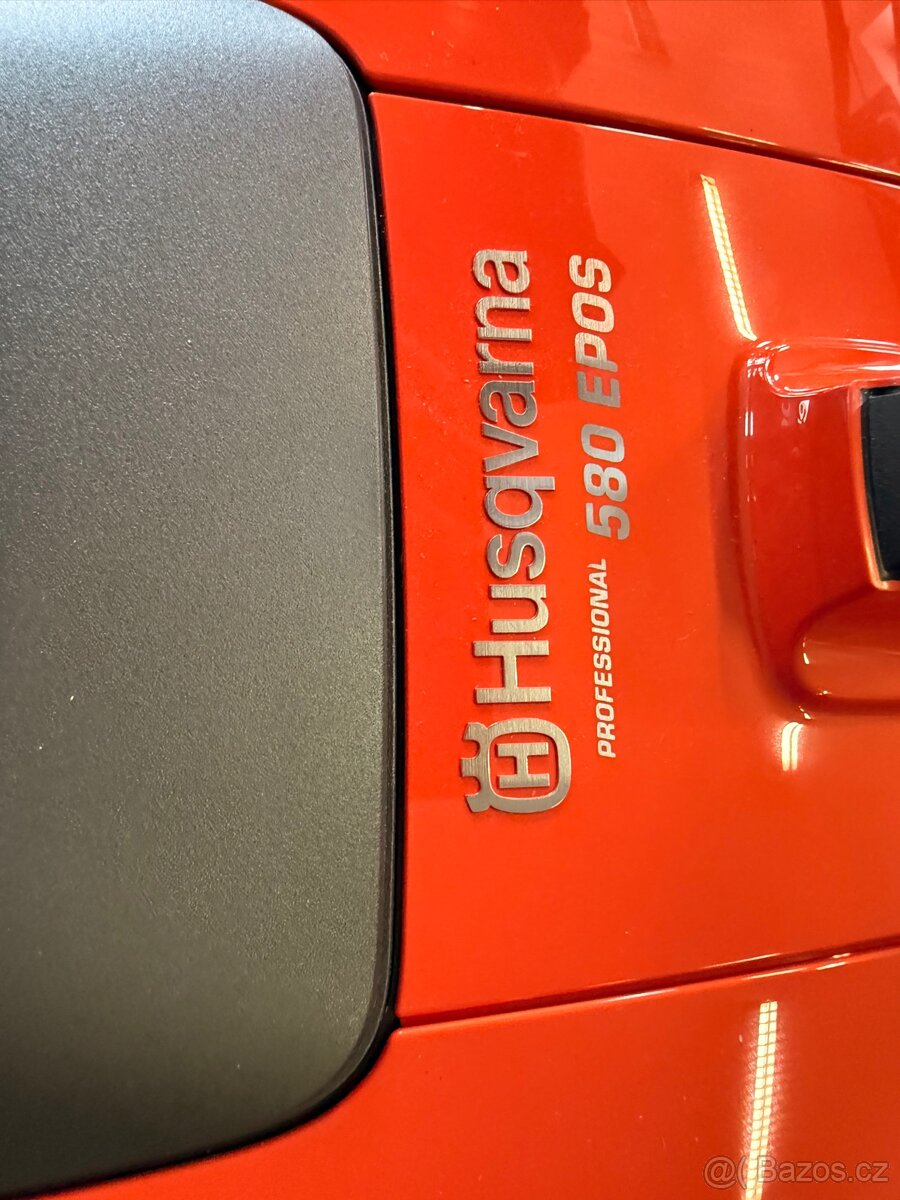 H Husqvarna
PROFESSIONAL 580 EPOS
@( Bazos.cz